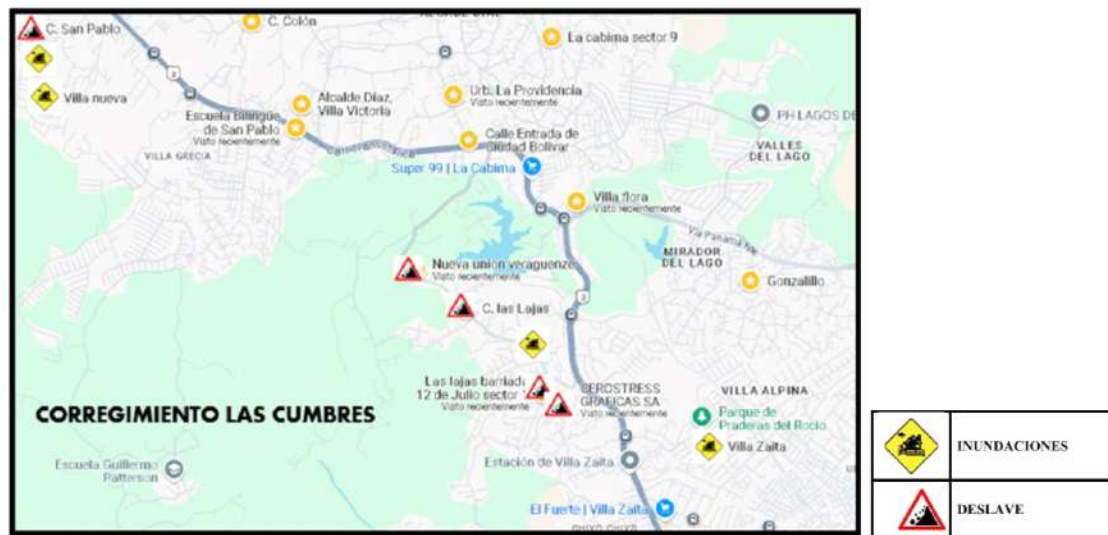 C. San Pablo
C. Colón
La cabima sector 9
Villa nueva
Alcalde Díaz,
Villa Victoria
Urb. La Providencia
Visto recientemente
PH LAGOS DE
Escuela Bilingüe
de San Pablo
Visto recientemente
VILLA GRECIA
Calle Entrada de
Ciudad Bolívar
VALLES
DEL LAGO
Super 99 | La Cabima
2
Villa flora
Visto recientemente
MIRADOR
DEL LAGO
Nueva unión veraguenze
Visto recientemente
Gonzalillo
C. las Lajas
2
Las lajas barriada
12 de Julio sector
Visto recientemente
CEROSTRESS
GRAFICAS SA
Visto recientemente
VILLA ALPINA
CORREGIMIENTO LAS CUMBRES
Parque de
Praderas del Rocío
Villa Zaita
Escuela Guillermo
Patterson
Estación de Villa Zaita
El Fuerte | Villa Zaita
INUNDACIONES
DESLAVE